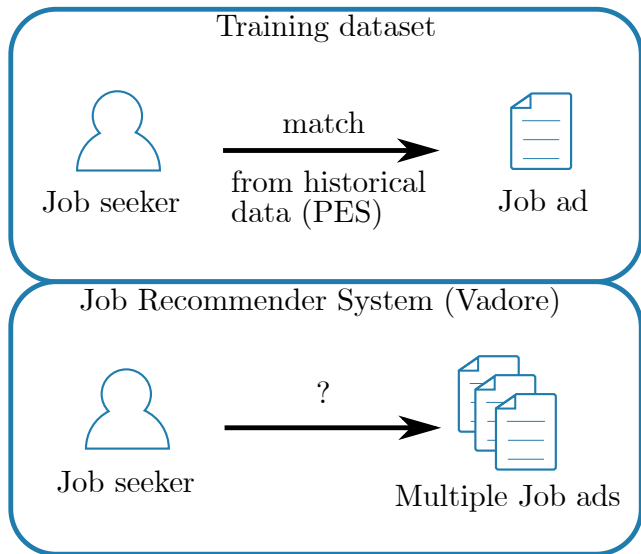 Training dataset
match
from historical
data (PES)
Job seeker
Job ad
Job Recommender System (Vadore)
?
Job seeker
Multiple Job ads